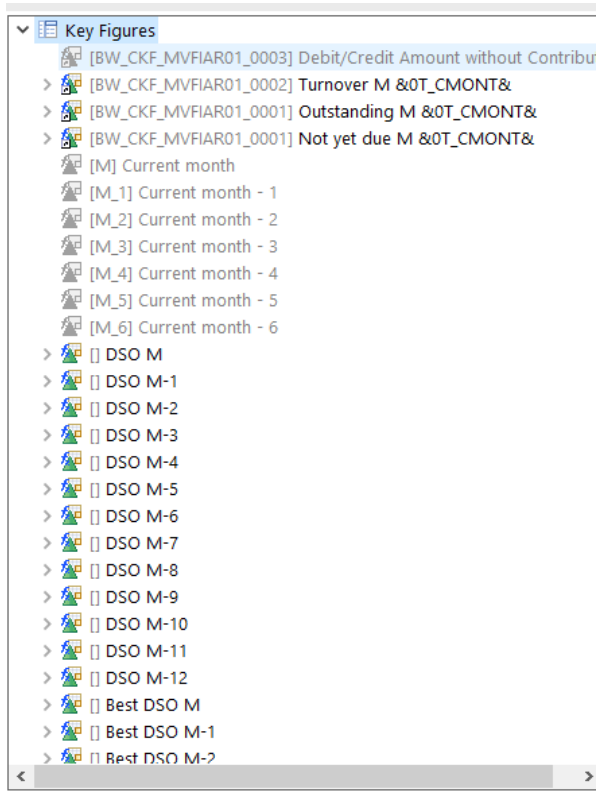 Key Figures
[BW_CKF_MVFIAR01_0003] Debit/Credit Amount without Contribut
[BW_CKF_MVFIAR01_0002] Turnover M &0T_CMONT&
[BW_CKF_MVFIAR01_0001] Outstanding M &0T_CMONT&
[BW_CKF_MVFIAR01_0001] Not yet due M &0T_CMONT&
[M] Current month
[M_1] Current month - 1
[M_2] Current month - 2
[M_3] Current month - 3
[M_4] Current month - 4
[M_5] Current month - 5
[M_6] Current month - 6
[] DSO M
[] DSO M-1
[] DSO M-2
[] DSO M-3
[] DSO M-4
[] DSO M-5
[] DSO M-6
[] DSO M-7
[] DSO M-8
[] DSO M-9
[] DSO M-10
[] DSO M-11
[] DSO M-12
[] Best DSO M
[] Best DSO M-1
[] Best DSO M-2